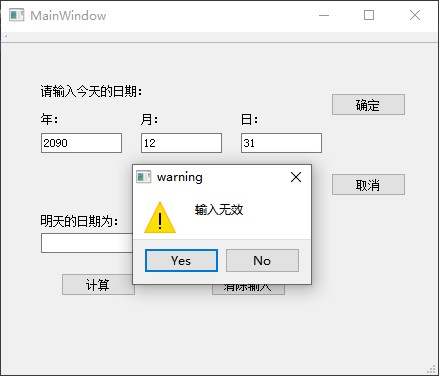 MainWindow
请输入今天的日期：
确定
年： 月： 日：
2090 12 31
warning
取消
输入无效
明天的日期为：
Yes No
计算 清除输入